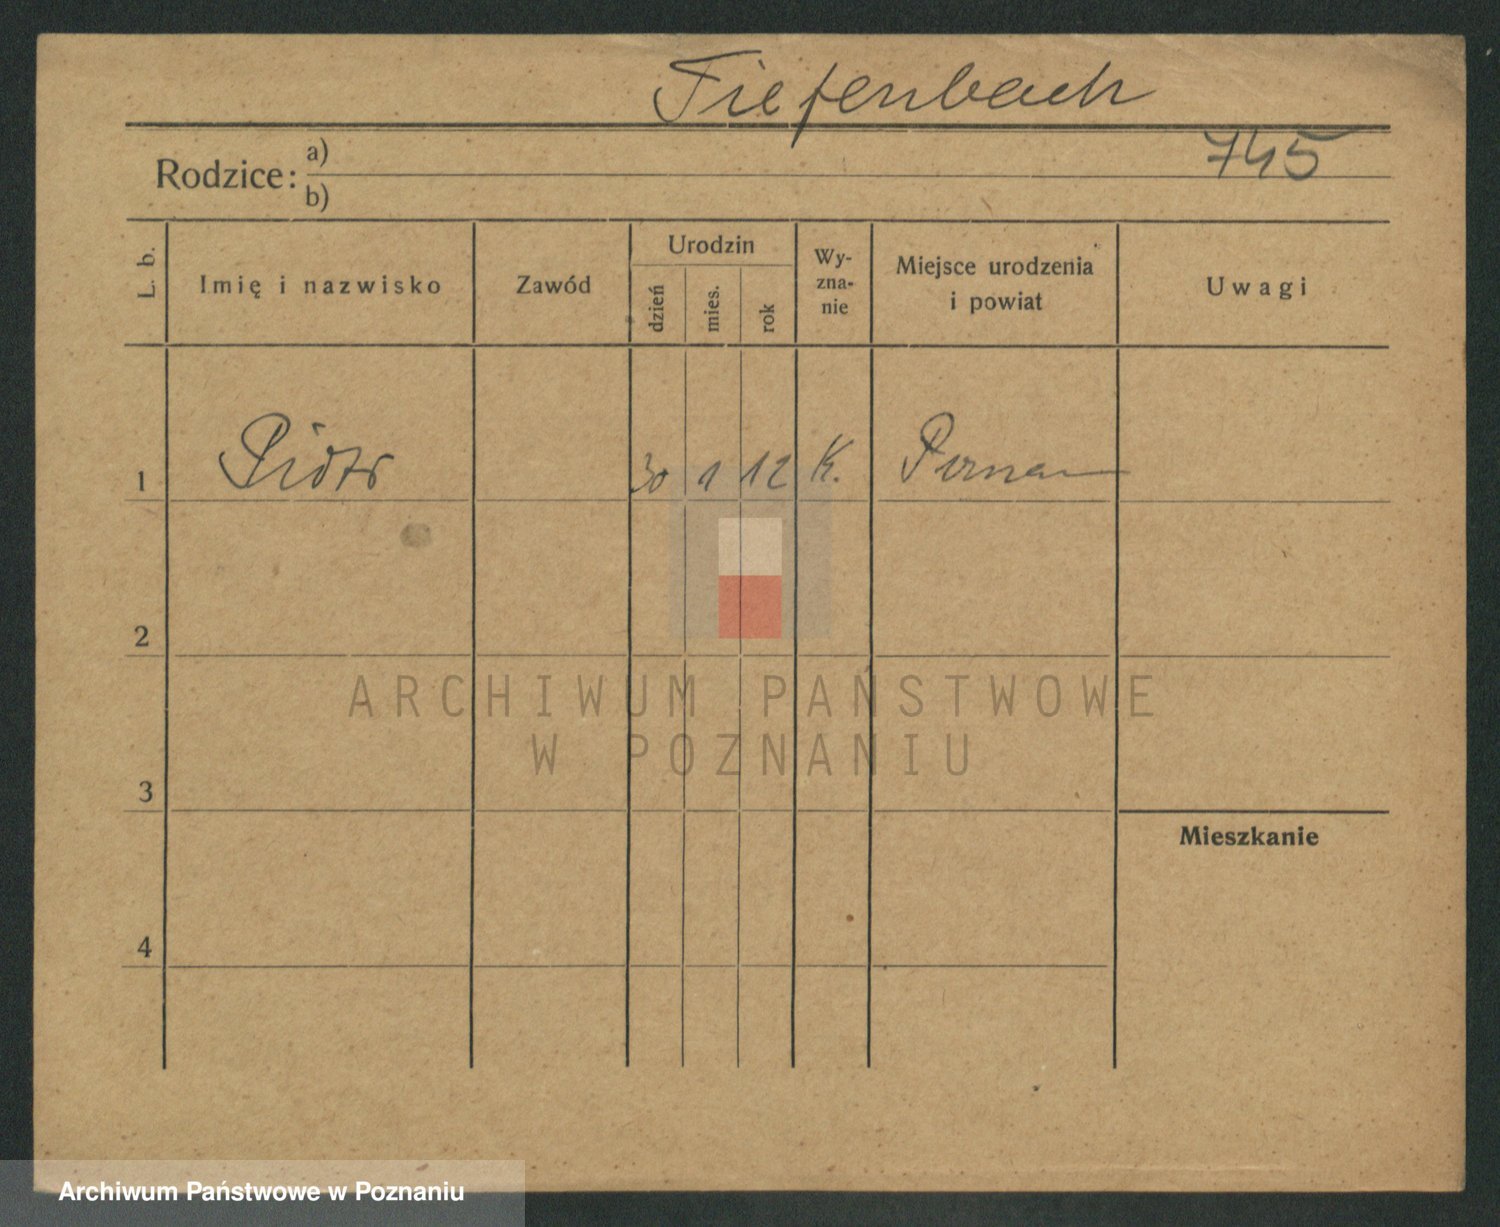 Tiefenbach
745
Rodzice: a)
b)
L. b.
Imię i nazwisko
Zawód
Urodzin
dzień
mies.
rok
Wy-
zna-
nie
Miejsce urodzenia
i powiat
Uwagi
1 Piotr 30 1 12 K.
2
ARCHIWUM PAŃSTWOWE
W POZNANIU
3
Mieszkanie
4
Archiwum Państwowe w Poznaniu